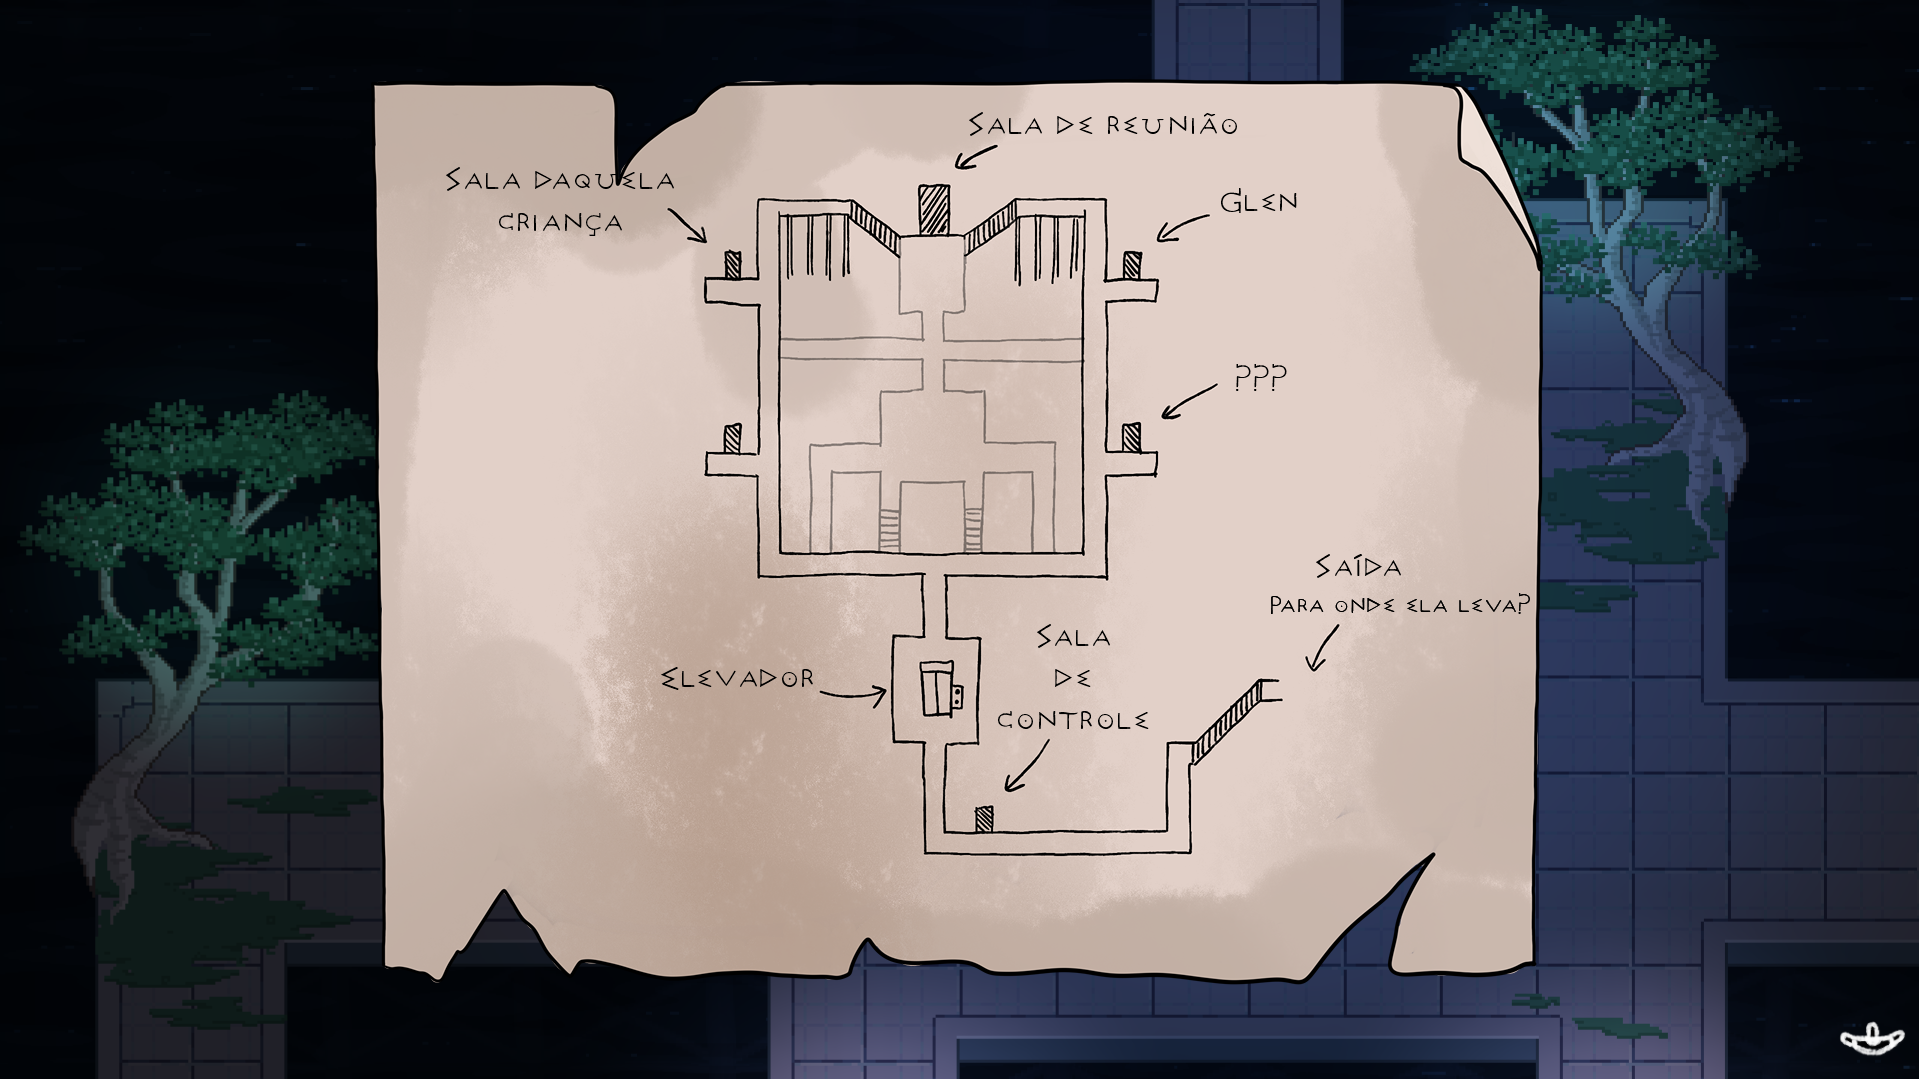 Sala de reunião
Sala daquela
criança
Glen
???
Saída
Para onde ela leva?
Sala
de
controle
Elevador